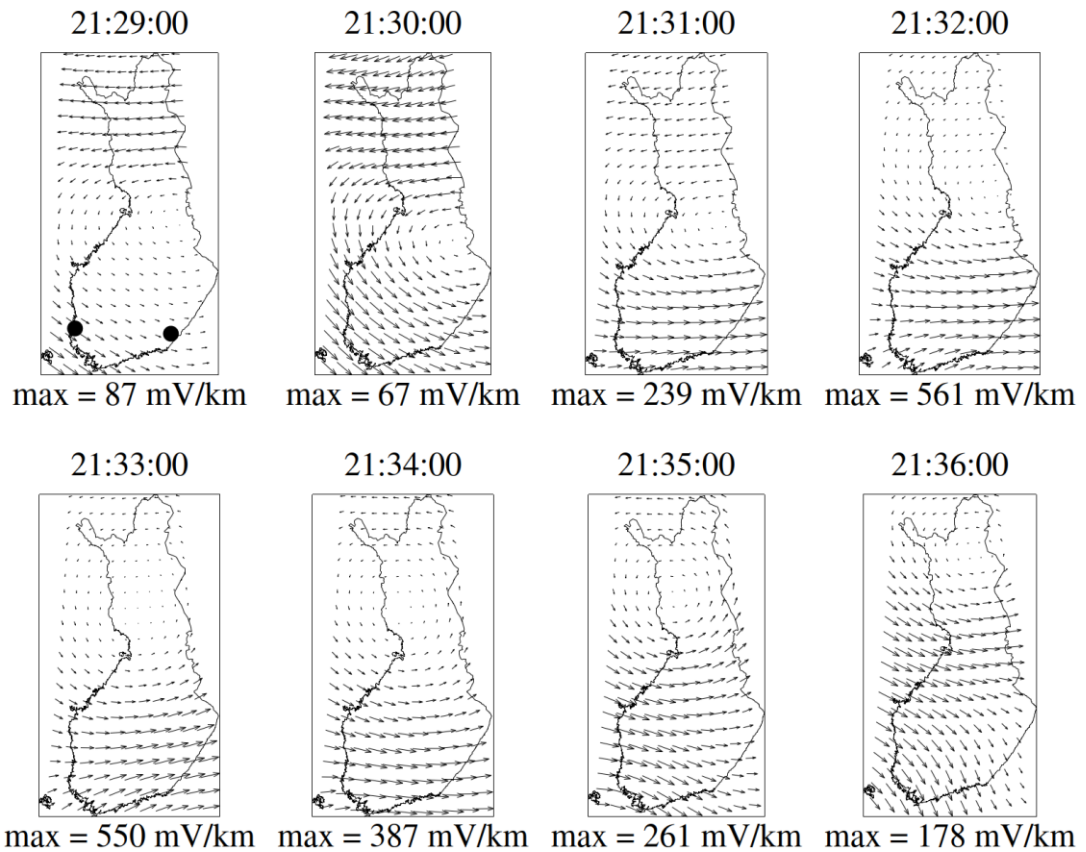 21:29:00 21:30:00 21:31:00 21:32:00
max = 87 mV/km max = 67 mV/km max = 239 mV/km max = 561 mV/km
21:33:00 21:34:00 21:35:00 21:36:00
max = 550 mV/km max = 387 mV/km max = 261 mV/km max = 178 mV/km